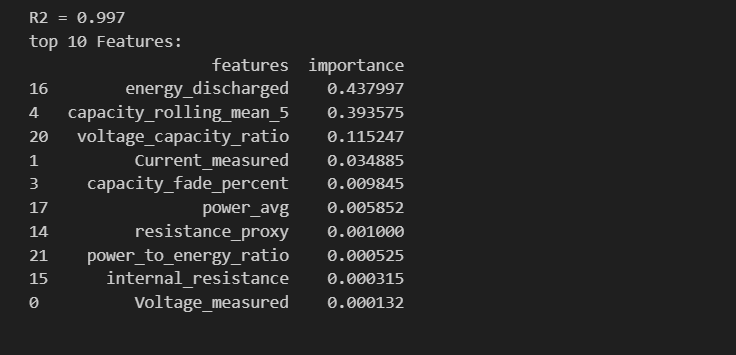 R2 = 0.997
top 10 Features:
features importance
16 energy_discharged 0.437997
4 capacity_rolling_mean_5 0.393575
20 voltage_capacity_ratio 0.115247
1 Current_measured 0.034885
3 capacity_fade_percent 0.009845
17 power_avg 0.005852
14 resistance_proxy 0.001000
21 power_to_energy_ratio 0.000525
15 internal_resistance 0.000315
0 Voltage_measured 0.000132